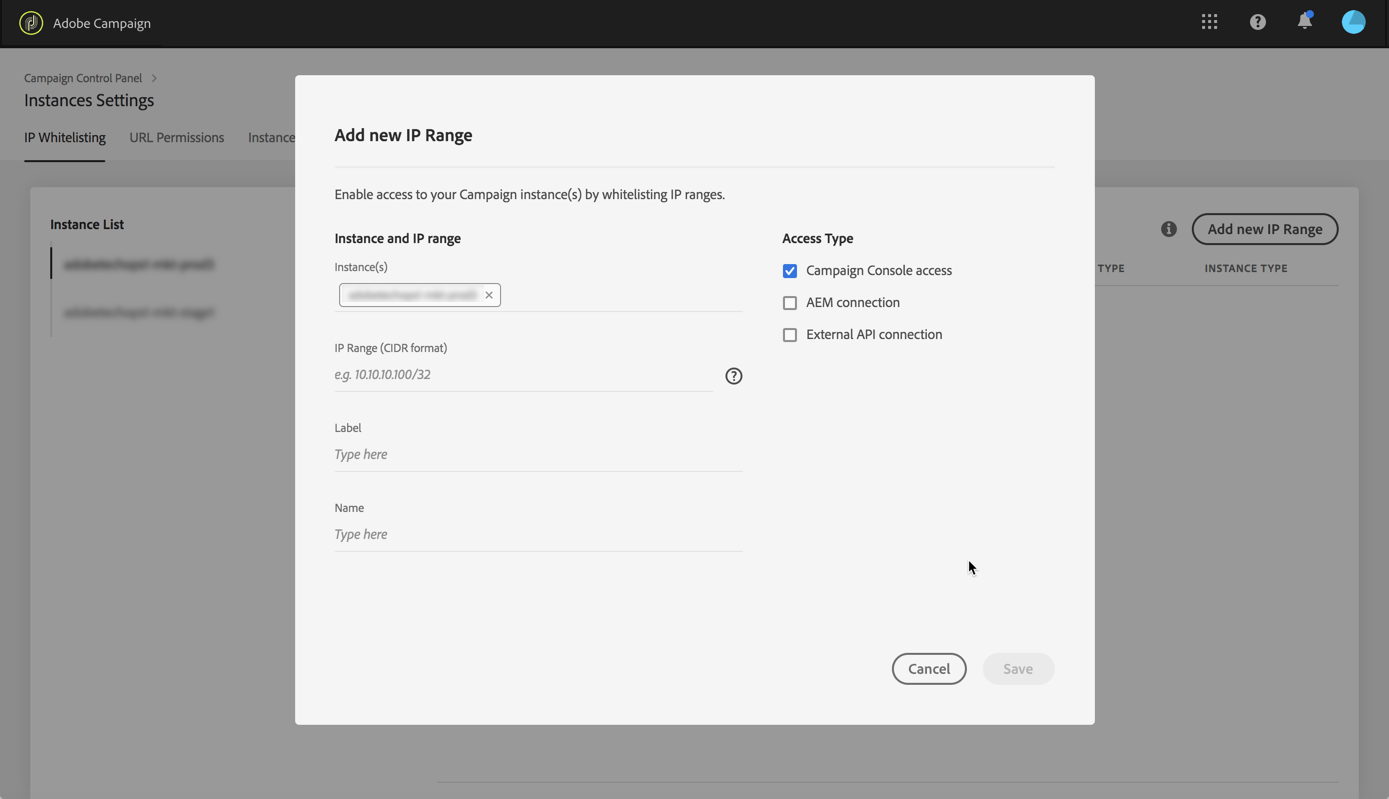 Adobe Campaign
Campaign Control Panel
Instances Settings
IP Whitelisting URL Permissions Instance
Instance List
Add new IP Range
TYPE INSTANCE TYPE
Add new IP Range
Enable access to your Campaign instance(s) by whitelisting IP ranges.
Instance and IP range
Instance(s)
IP Range (CIDR format)
e.g. 10.10.10.100/32
Label
Type here
Name
Type here
Access Type
Campaign Console access
AEM connection
External API connection
Cancel Save